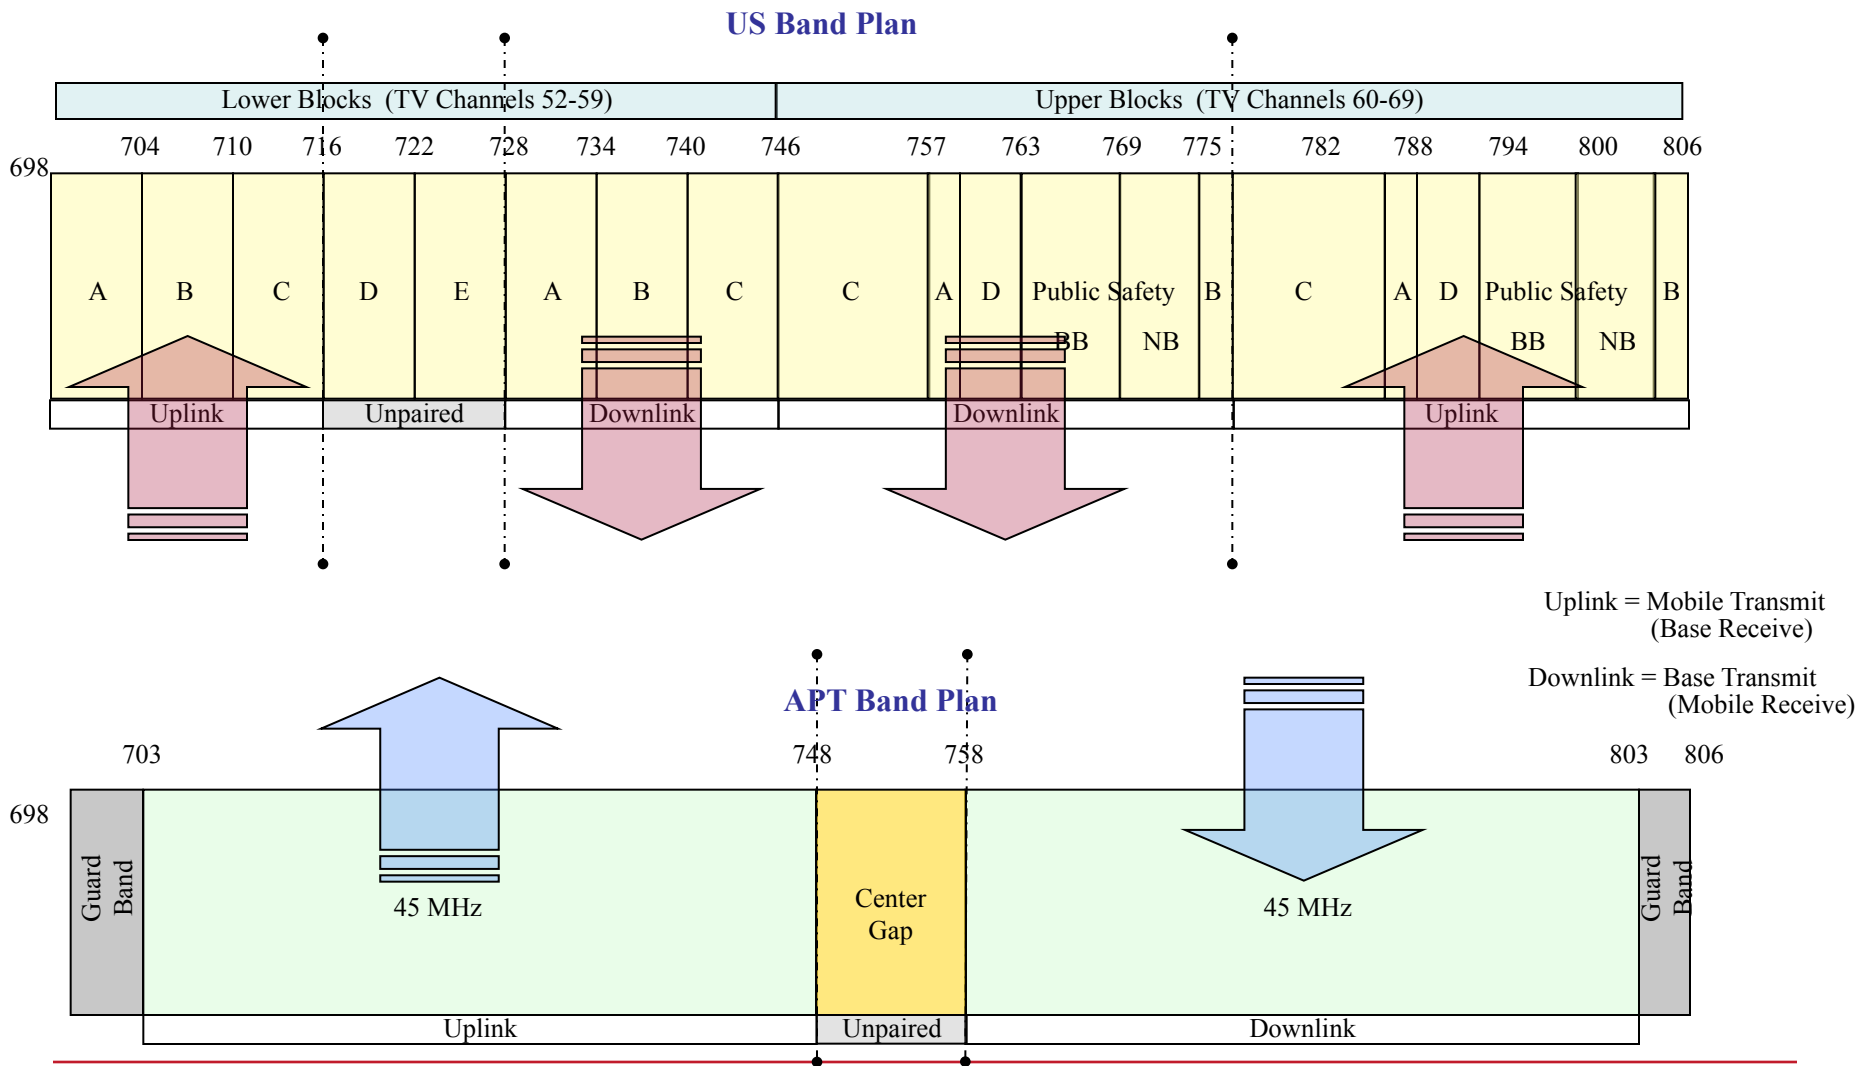 US Band Plan
Lower Blocks (TV Channels 52-59) Upper Blocks (TV Channels 60-69)
698 704 710 716 722 728 734 740 746 757 763 769 775 782 788 794 800 806
A B C D E A B C C A D Public Safety B C A D Public Safety B
BB NB BB NB
Uplink Unpaired Downlink Downlink Uplink
Uplink = Mobile Transmit
(Base Receive)
Downlink = Base Transmit
(Mobile Receive)
APT Band Plan
698 703 748 758 803 806
Guard
Band
45 MHz
Center
Gap
45 MHz
Guard
Band
Uplink Unpaired Downlink